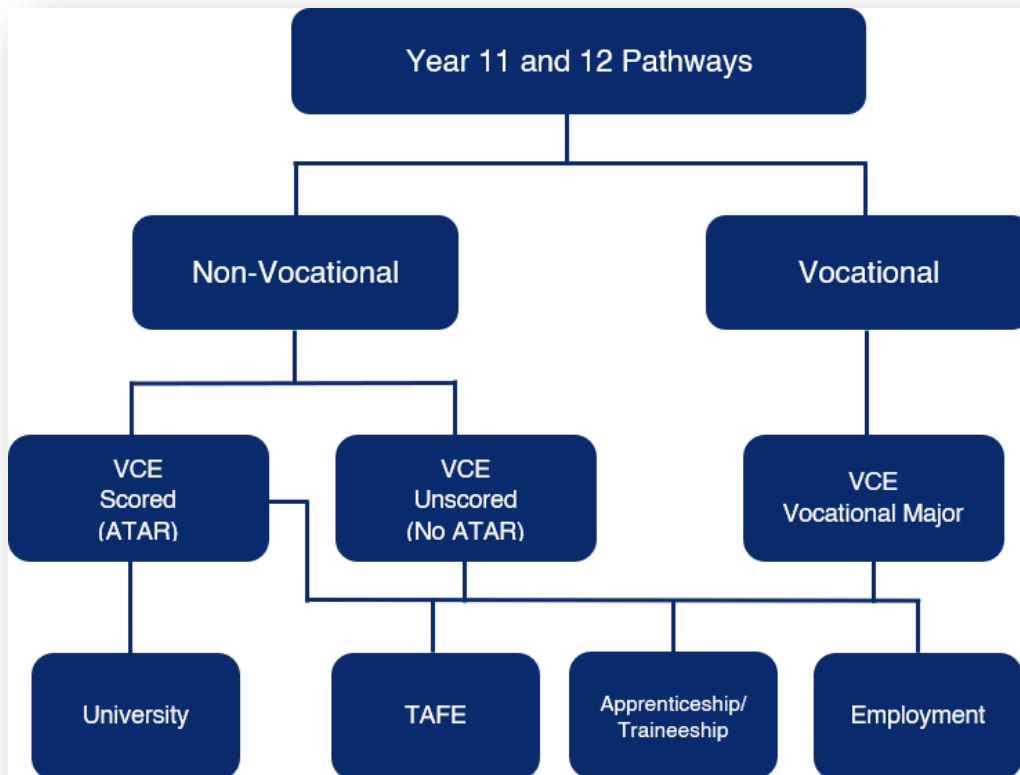 Year 11 and 12 Pathways
Non-Vocational
Vocational
VCE
Scored
(ATAR)
VCE
Unscored
(No ATAR)
VCE
Vocational Major
University
TAFE
Apprenticeship/
Traineeship
Employment